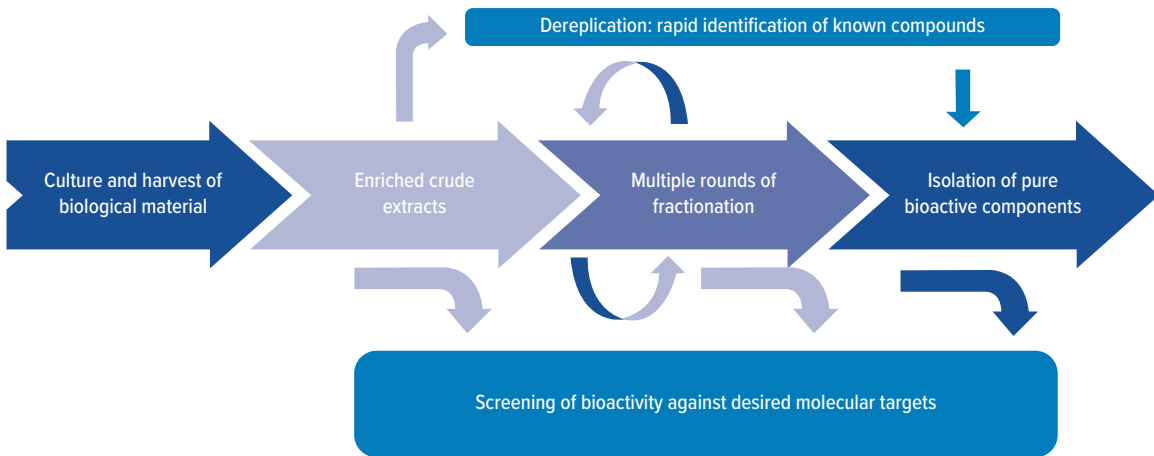 Dereplication: rapid identification of known compounds
Culture and harvest of
biological material
Enriched crude
extracts
Multiple rounds of
fractionation
Isolation of pure
bioactive components
Screening of bioactivity against desired molecular targets